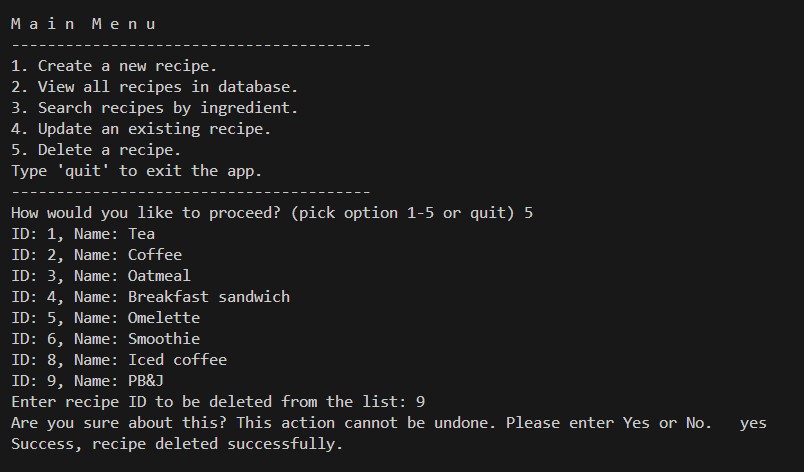 M a i n  M e n u
----------------------------------------
1. Create a new recipe.
2. View all recipes in database.
3. Search recipes by ingredient.
4. Update an existing recipe.
5. Delete a recipe.
Type 'quit' to exit the app.
----------------------------------------
How would you like to proceed? (pick option 1-5 or quit) 5
ID: 1, Name: Tea
ID: 2, Name: Coffee
ID: 3, Name: Oatmeal
ID: 4, Name: Breakfast sandwich
ID: 5, Name: Omelette
ID: 6, Name: Smoothie
ID: 8, Name: Iced coffee
ID: 9, Name: PB&J
Enter recipe ID to be deleted from the list: 9
Are you sure about this? This action cannot be undone. Please enter Yes or No.   yes
Success, recipe deleted successfully.